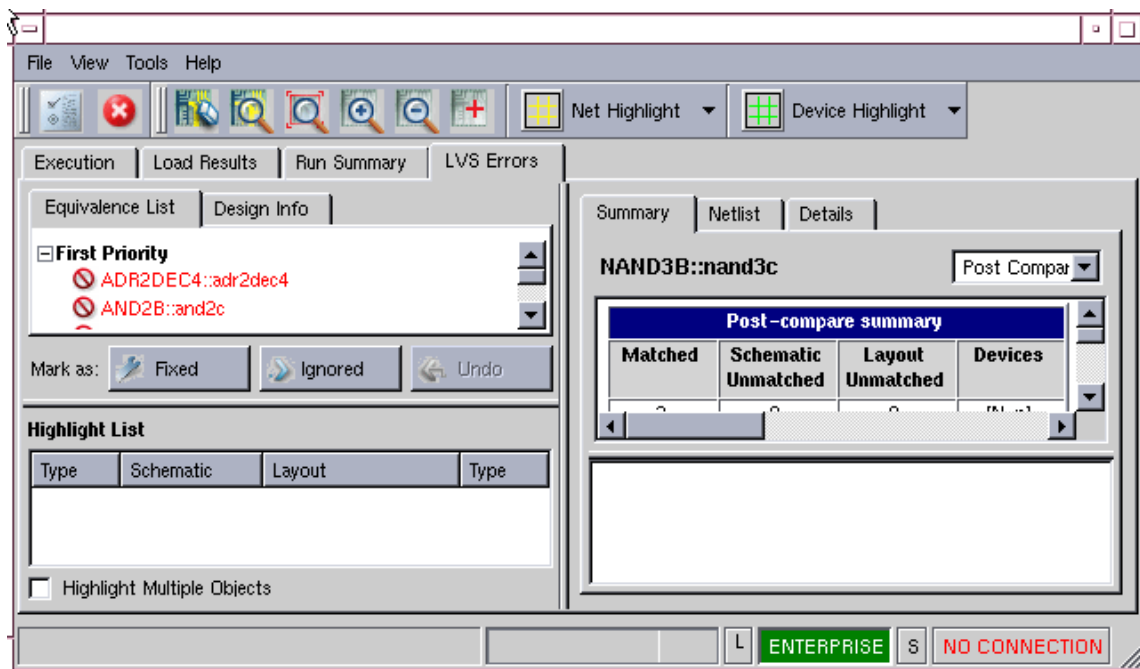 File View Tools Help
Net Highlight Device Highlight
Execution Load Results Run Summary LVS Errors
Equivalence List Design Info
First Priority
ADR2DEC4::adr2dec4
AND2B::and2c
Mark as: Fixed Ignored Undo
Highlight List
Type Schematic Layout Type
Highlight Multiple Objects
Summary Netlist Details
NAND3B::nand3c Post Compar
Post-compare summary
Matched Schematic Unmatched Layout Unmatched Devices
L ENTERPRISE S NO CONNECTION